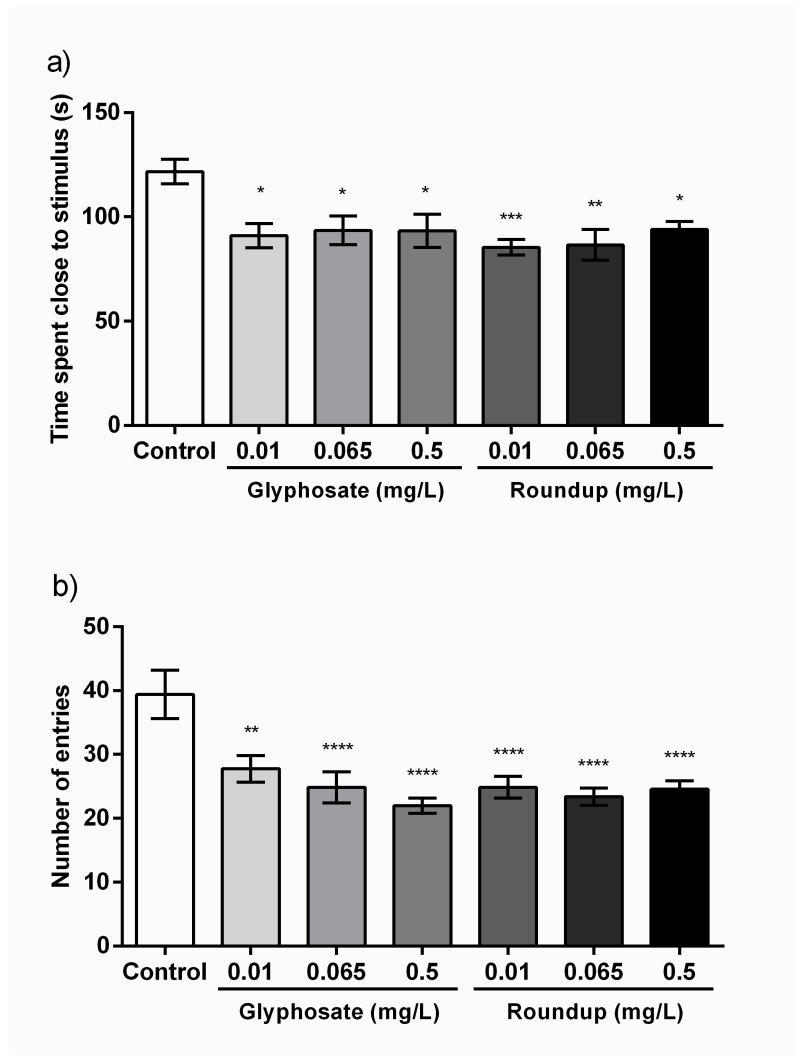 a)
Time spent close to stimulus (s)
150
100
50
0
* * * *** ** *
Control 0.01 0.065 0.5 0.01 0.065 0.5
Glyphosate (mg/L) Roundup (mg/L)
b)
Number of entries
50
40
30
20
10
0
** **** **** **** **** ****
Control 0.01 0.065 0.5 0.01 0.065 0.5
Glyphosate (mg/L) Roundup (mg/L)